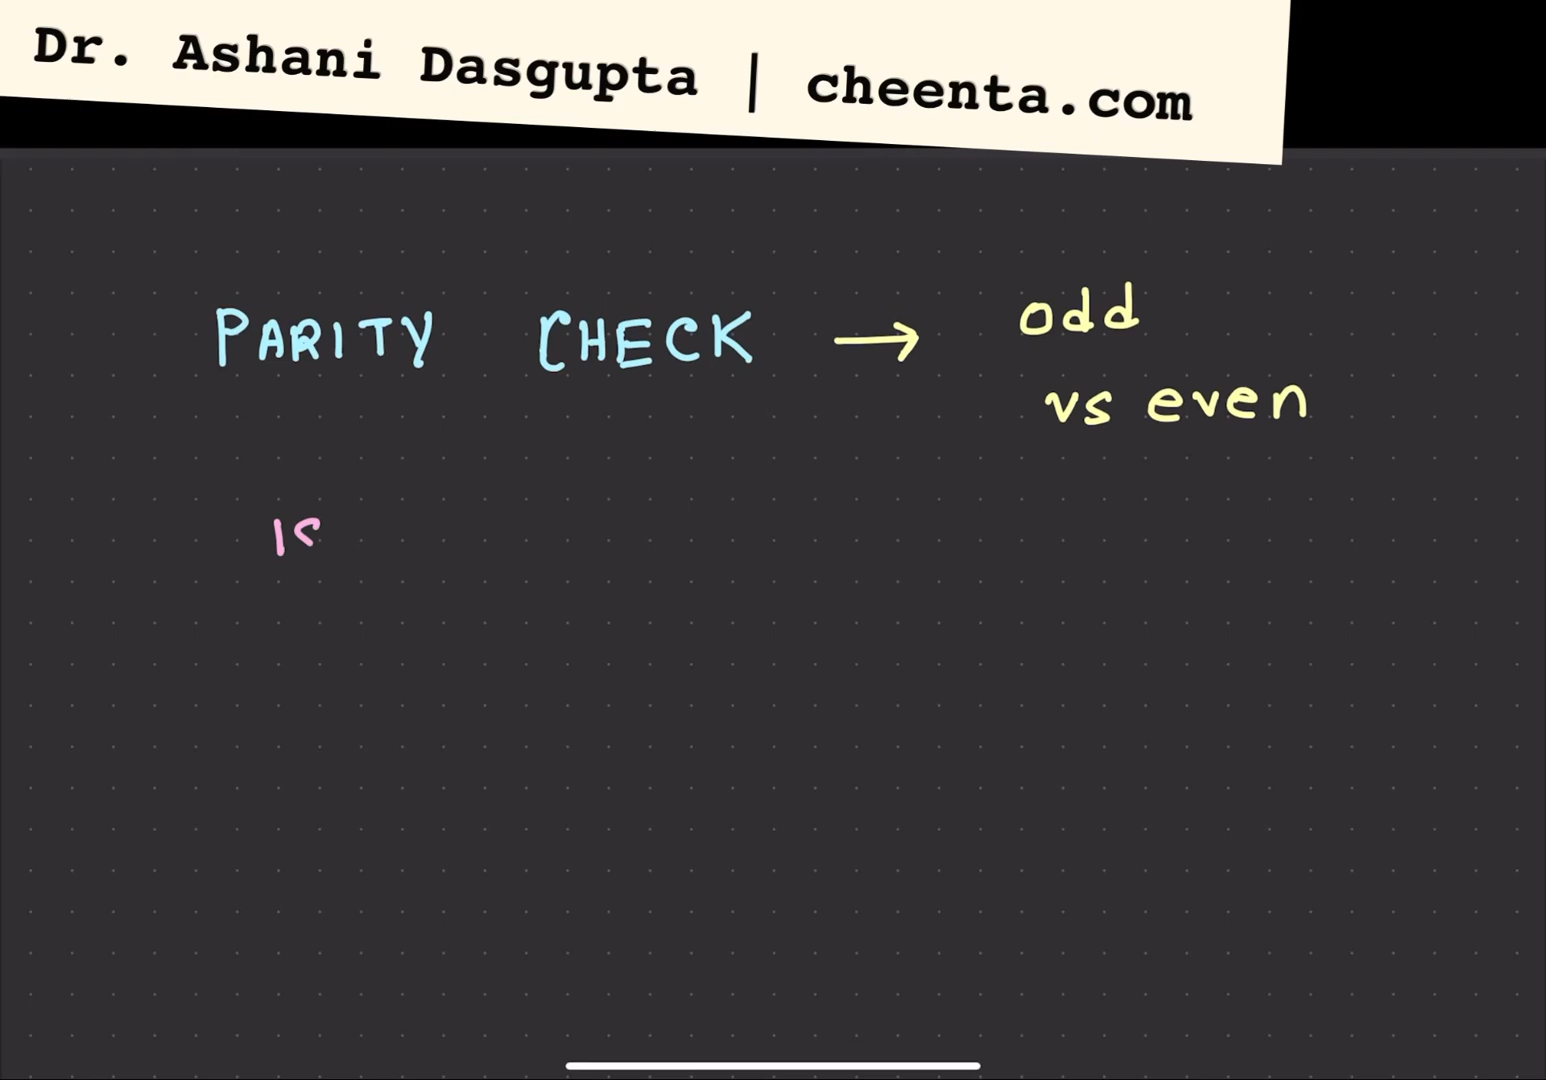 Dr. Ashani Dasgupta | cheenta.com
PARITY CHECK → odd
vs even